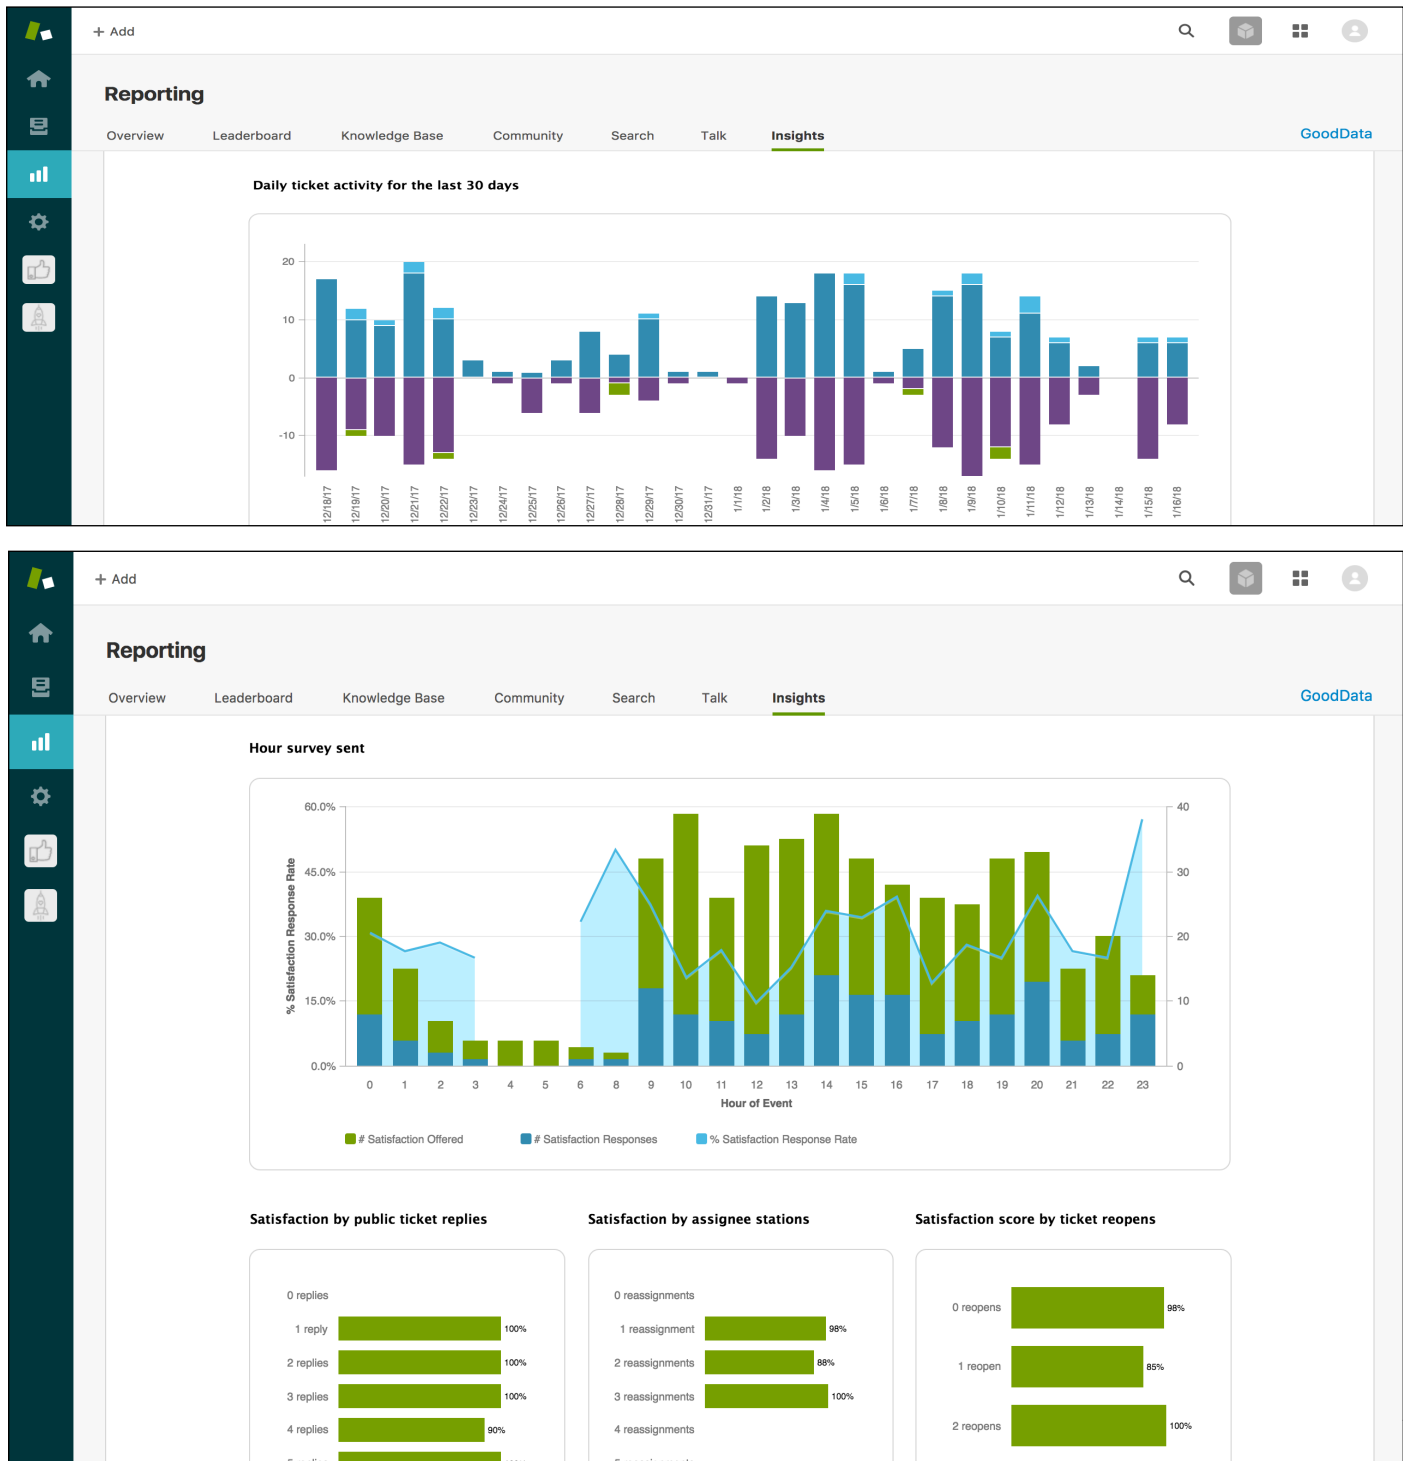 + Add
Reporting
Overview Leaderboard Knowledge Base Community Search Talk Insights GoodData
Daily ticket activity for the last 30 days
20
10
0
-10
12/18/17 12/19/17 12/20/17 12/21/17 12/22/17 12/23/17 12/24/17 12/25/17 12/26/17 12/27/17 12/28/17 12/29/17 12/30/17 12/31/17 1/1/18 1/2/18 1/3/18 1/4/18 1/5/18 1/6/18 1/7/18 1/8/18 1/9/18 1/10/18 1/11/18 1/12/18 1/13/18 1/14/18 1/15/18 1/16/18
+ Add
Reporting
Overview Leaderboard Knowledge Base Community Search Talk Insights GoodData
Hour survey sent
% Satisfaction Response Rate
60.0% 40
45.0% 30
30.0% 20
15.0% 10
0.0% 0
0 1 2 3 4 5 6 8 9 10 11 12 13 14 15 16 17 18 19 20 21 22 23
Hour of Event
# Satisfaction Offered # Satisfaction Responses % Satisfaction Response Rate
Satisfaction by public ticket replies
0 replies
1 reply 100%
2 replies 100%
3 replies 100%
4 replies 90%
Satisfaction by assignee stations
0 reassignments
1 reassignment 98%
2 reassignments 88%
3 reassignments 100%
4 reassignments
Satisfaction score by ticket reopens
0 reopens 98%
1 reopen 85%
2 reopens 100%